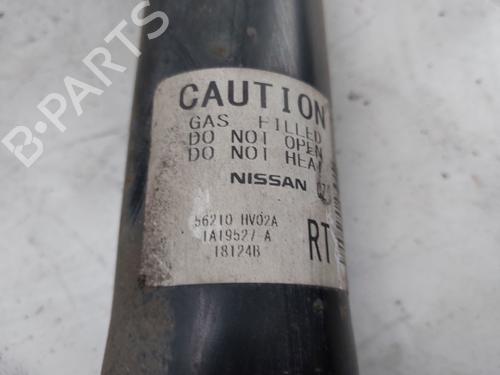 CAUTION
GAS FILLED
DO NOT OPEN
DO NOT HEAT
NISSAN
56210 HV02A
1A19527 A
18124B
RT
B-PARTS